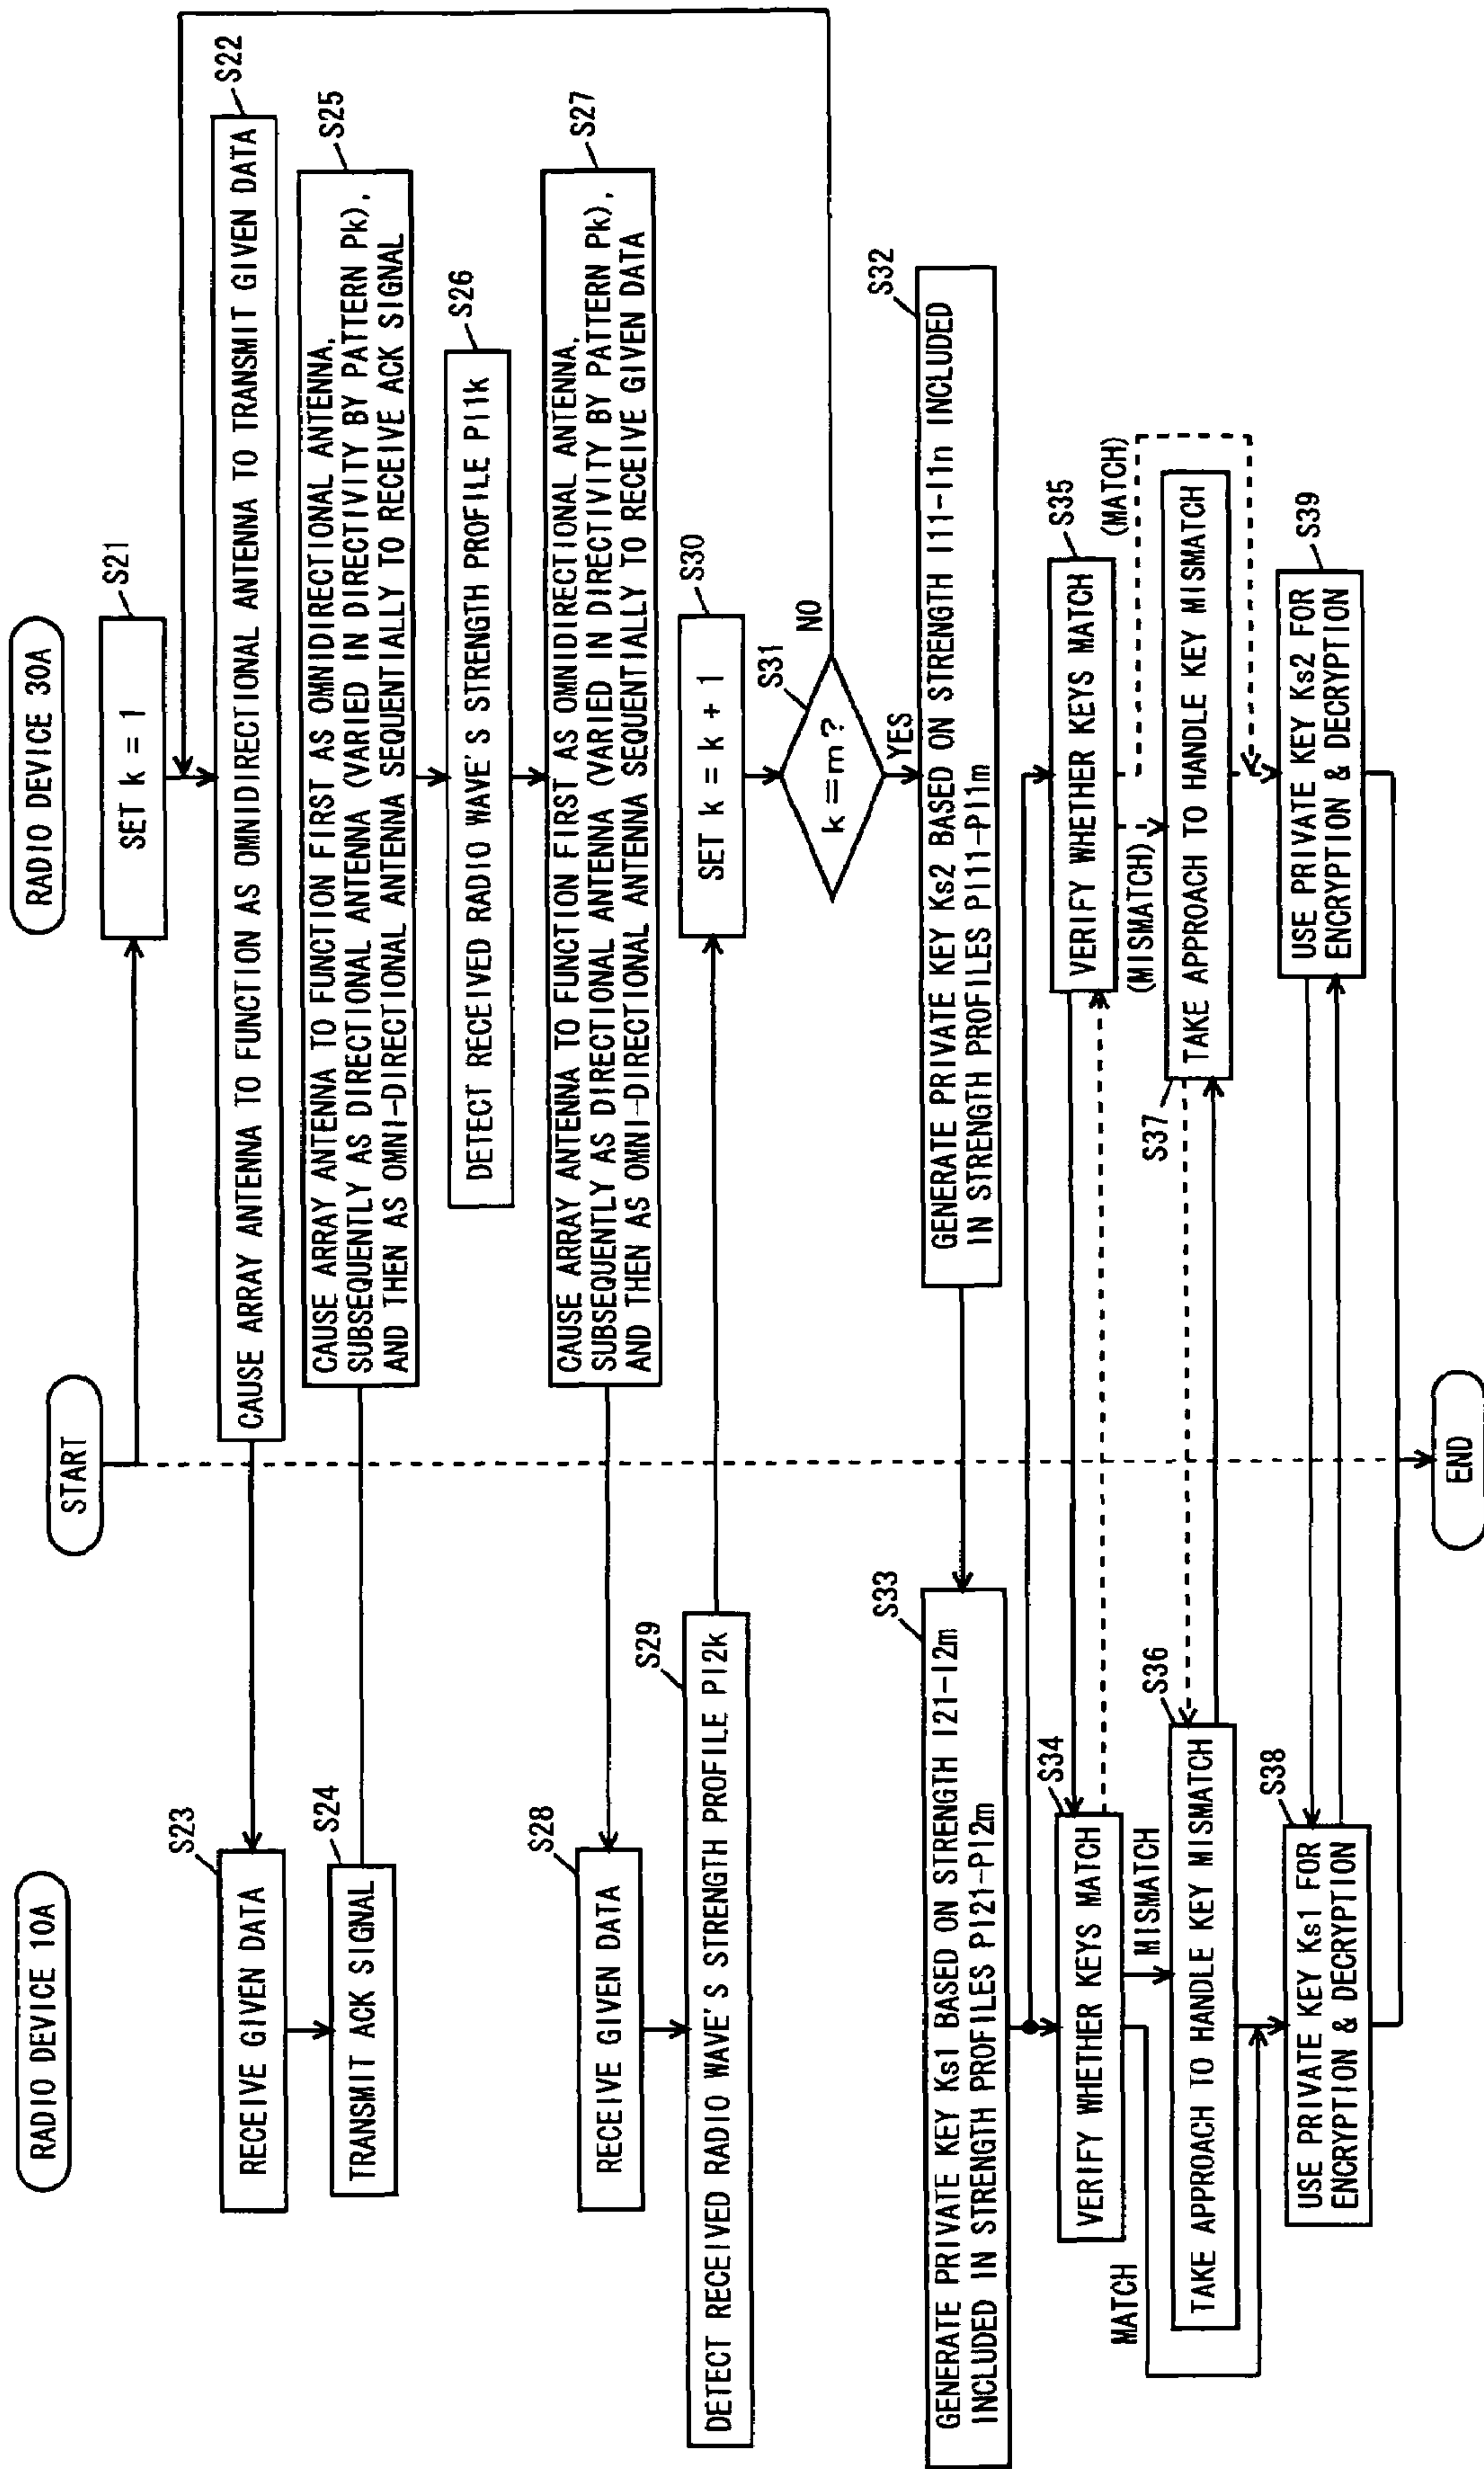 RADIO DEVICE 10A
START
RADIO DEVICE 30A
S21
SET k = 1
S22
CAUSE ARRAY ANTENNA TO FUNCTION AS OMNIDIRECTIONAL ANTENNA TO TRANSMIT GIVEN DATA
S23
RECEIVE GIVEN DATA
S24
TRANSMIT ACK SIGNAL
S25
CAUSE ARRAY ANTENNA TO FUNCTION FIRST AS OMNIDIRECTIONAL ANTENNA,
SUBSEQUENTLY AS DIRECTIONAL ANTENNA (VARIED IN DIRECTIVITY BY PATTERN Pk),
AND THEN AS OMNI-DIRECTIONAL ANTENNA SEQUENTIALLY TO RECEIVE ACK SIGNAL
S26
DETECT RECEIVED RADIO WAVE'S STRENGTH PROFILE PI1k
S27
CAUSE ARRAY ANTENNA TO FUNCTION FIRST AS OMNIDIRECTIONAL ANTENNA,
SUBSEQUENTLY AS DIRECTIONAL ANTENNA (VARIED IN DIRECTIVITY BY PATTERN Pk),
AND THEN AS OMNI-DIRECTIONAL ANTENNA SEQUENTIALLY TO RECEIVE GIVEN DATA
S28
RECEIVE GIVEN DATA
S29
DETECT RECEIVED RADIO WAVE'S STRENGTH PROFILE PI2k
S30
SET k = k + 1
S31
k=m?
NO
YES
S32
GENERATE PRIVATE KEY Ks2 BASED ON STRENGTH I11-I1n INCLUDED
IN STRENGTH PROFILES PI11-PI1m
S33
GENERATE PRIVATE KEY Ks1 BASED ON STRENGTH I21-I2m
INCLUDED IN STRENGTH PROFILES PI21-PI2m
S34
VERIFY WHETHER KEYS MATCH
S35
VERIFY WHETHER KEYS MATCH
MATCH
MISMATCH
(MISMATCH)
(MATCH)
S36
TAKE APPROACH TO HANDLE KEY MISMATCH
S37
TAKE APPROACH TO HANDLE KEY MISMATCH
S38
USE PRIVATE KEY Ks1 FOR
ENCRYPTION & DECRYPTION
S39
USE PRIVATE KEY Ks2 FOR
ENCRYPTION & DECRYPTION
END